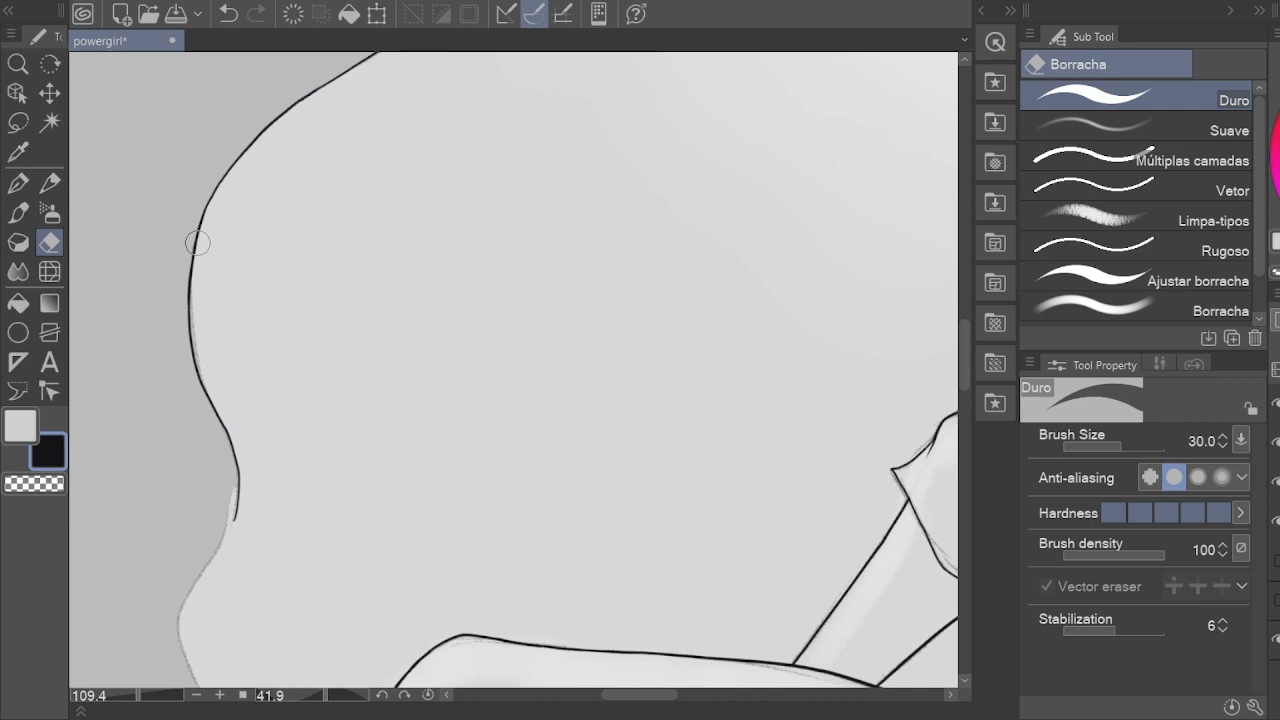 To
powergirl*
Sub Tool
Borracha
Duro
Suave
Múltiplas camadas
Vetor
Limpa-tipos
Rugoso
Ajustar borracha
Borracha
Tool Property
Duro
Brush Size 30.0
Anti-aliasing
Hardness
Brush density 100
Vector eraser
Stabilization 6
109.4
41.9
A